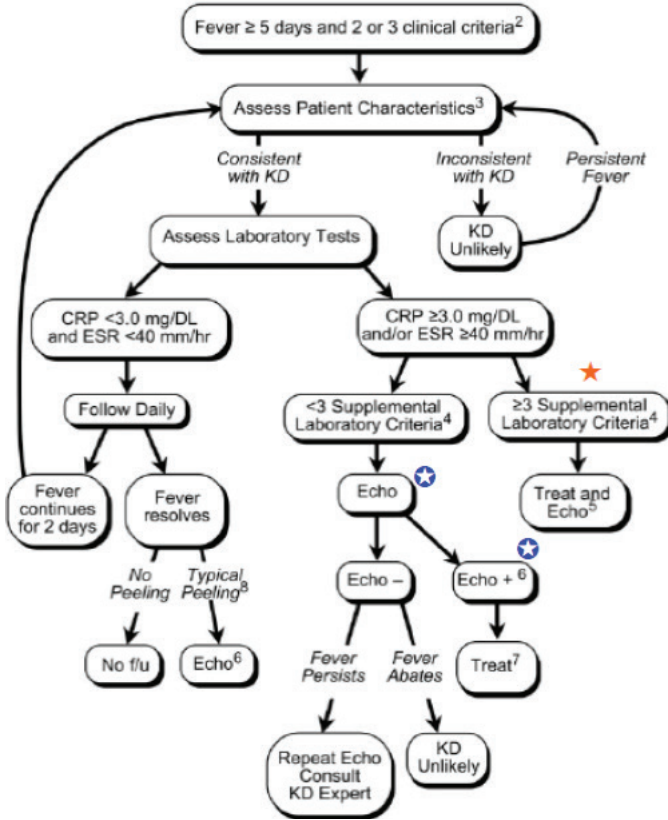 Fever ≥ 5 days and 2 or 3 clinical criteria2
Assess Patient Characteristics3
Consistent
with KD
Inconsistent
with KD
Persistent
Fever
KD
Unlikely
Assess Laboratory Tests
CRP <3.0 mg/DL
and ESR <40 mm/hr
CRP ≥3.0 mg/DL
and/or ESR ≥40 mm/hr
Follow Daily
<3 Supplemental
Laboratory Criteria4
≥3 Supplemental
Laboratory Criteria4
Fever
continues
for 2 days
Fever
resolves
Echo
Treat and
Echo5
No
Peeling
Typical
Peeling8
Echo –
Echo + 6
No f/u
Echo6
Fever
Persists
Fever
Abates
Treat7
Repeat Echo
Consult
KD Expert
KD
Unlikely